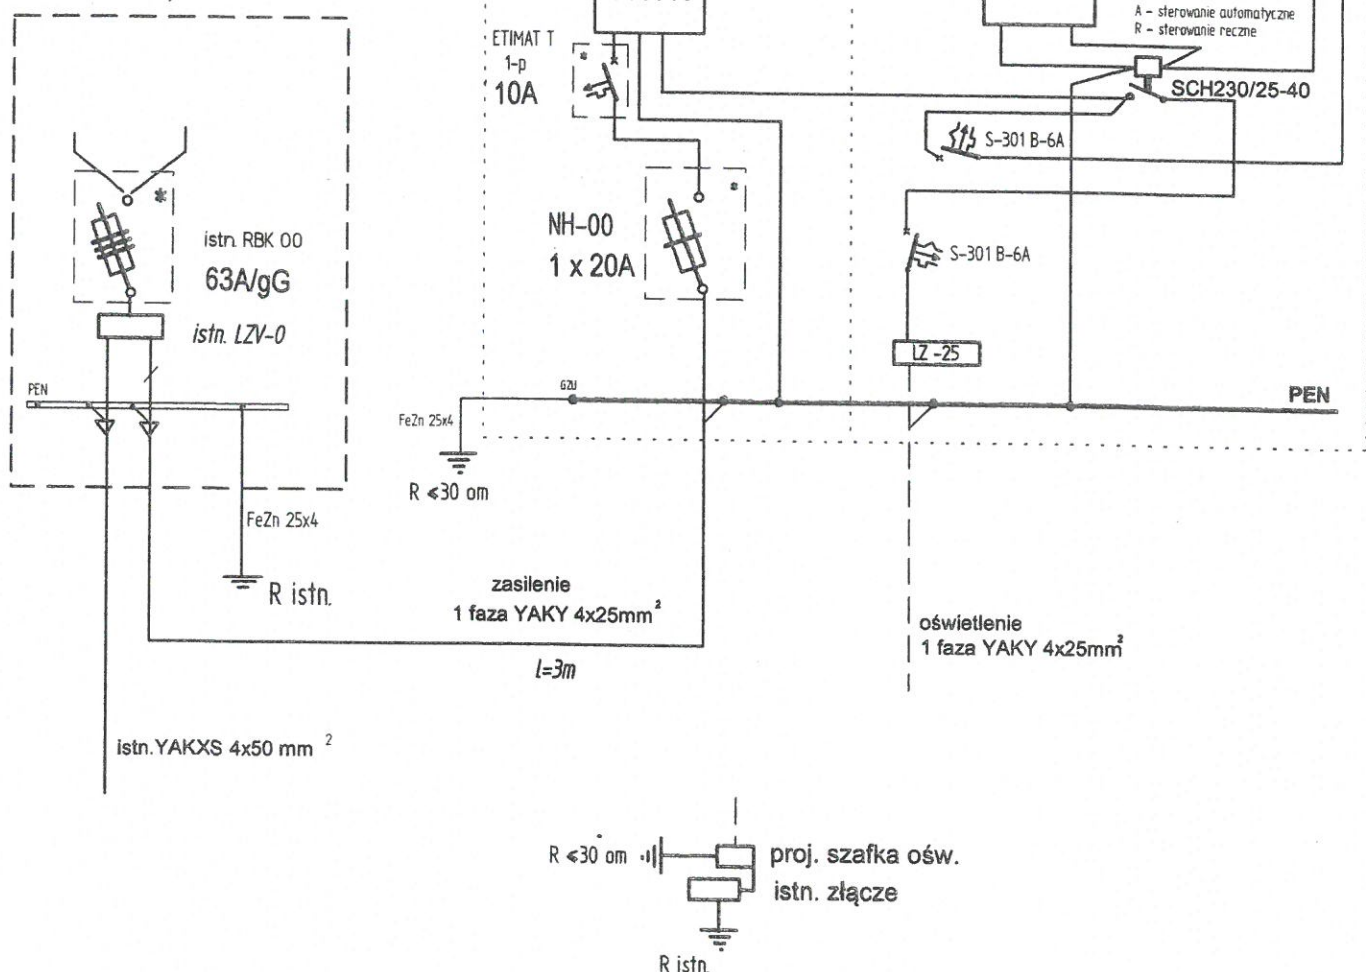 A - sterowanie automatyczne
R - sterowanie reczne
ETIMAT T
1-p
10A
SCH230/25-40
S-301 B-6A
istn. RBK 00
63A/gG
istn. LZV-0
NH-00
1 x 20A
S-301 B-6A
LZ -25
PEN
GZU
PEN
FeZn 25x4
R ≤30 om
FeZn 25x4
R istn.
zasilenie
1 faza YAKY 4x25mm²
l=3m
oświetlenie
1 faza YAKY 4x25mm²
istn.YAKXS 4x50 mm ²
R ≤30 om
proj. szafka ośw.
istn. złącze
R istn.